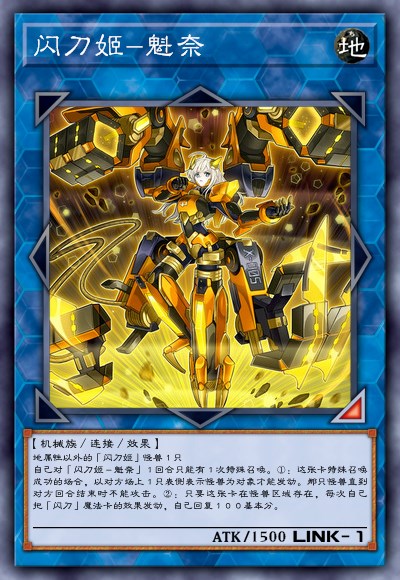 闪刀姬-魁奈
地
【机械族/连接/效果】
地属性以外的「闪刀姬」怪兽1只
自己对「闪刀姬-魁奈」1回合只能有1次特殊召唤。①：这张卡特殊召唤
成功的场合，以对方场上1只表侧表示怪兽为对象才能发动。那只怪兽直到
对方回合结束时不能攻击。②：只要这张卡在怪兽区域存在，每次自己
把「闪刀」魔法卡的效果发动，自己回复100基本分。
ATK/1500 LINK-1